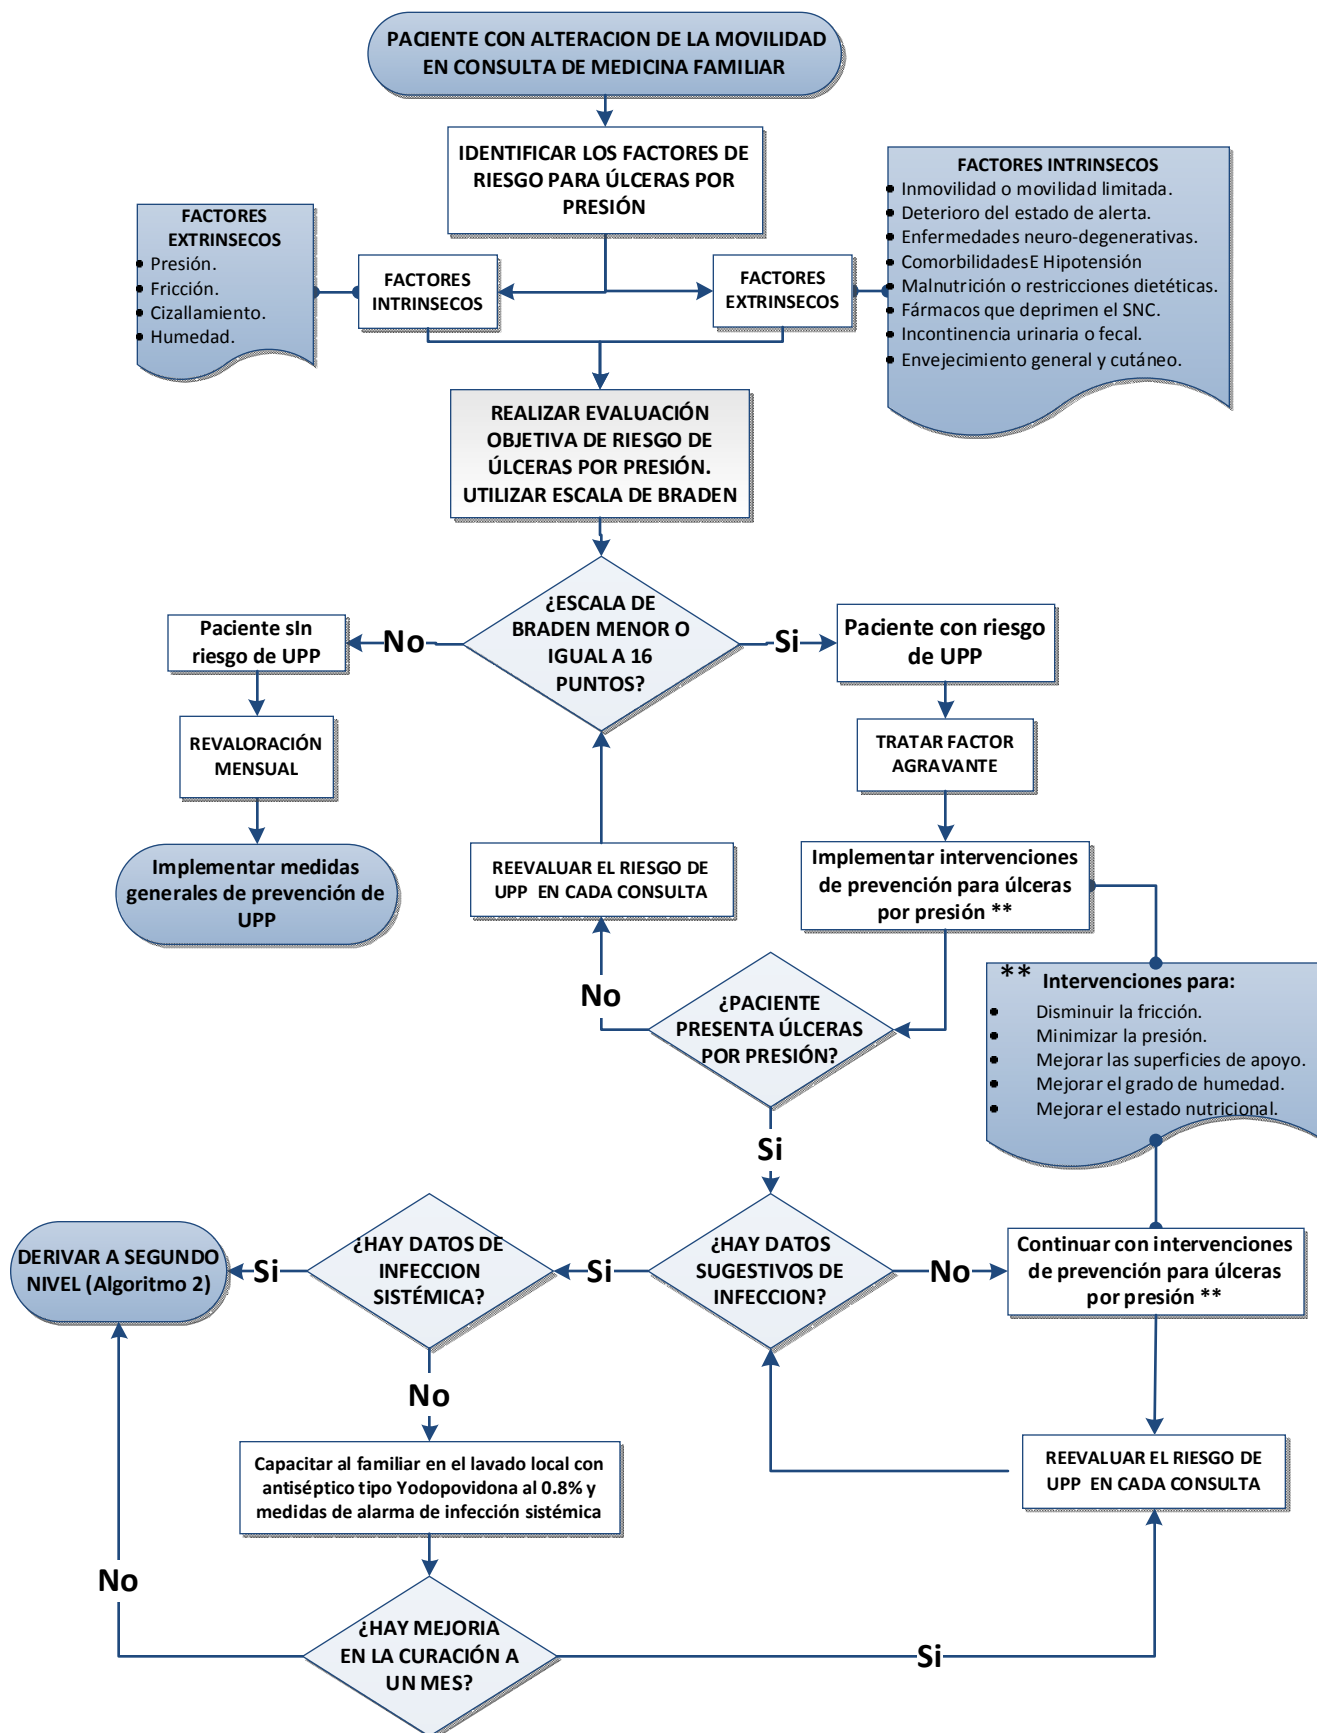 PACIENTE CON ALTERACION DE LA MOVILIDAD
EN CONSULTA DE MEDICINA FAMILIAR
IDENTIFICAR LOS FACTORES DE
RIESGO PARA ÚLCERAS POR
PRESIÓN
FACTORES
EXTRINSECOS
• Presión.
• Fricción.
• Cizallamiento.
• Humedad.
FACTORES
INTRINSECOS
FACTORES
EXTRINSECOS
FACTORES INTRINSECOS
• Inmovilidad o movilidad limitada.
• Deterioro del estado de alerta.
• Enfermedades neuro-degenerativas.
• ComorbilidadesE Hipotensión
• Malnutrición o restricciones dietéticas.
• Fármacos que deprimen el SNC.
• Incontinencia urinaria o fecal.
• Envejecimiento general y cutáneo.
REALIZAR EVALUACIÓN
OBJETIVA DE RIESGO DE
ÚLCERAS POR PRESIÓN.
UTILIZAR ESCALA DE BRADEN
¿ESCALA DE
BRADEN MENOR O
IGUAL A 16
PUNTOS?
No
Si
Paciente sIn
riesgo de UPP
REVALORACIÓN
MENSUAL
Implementar medidas
generales de prevención de
UPP
Paciente con riesgo
de UPP
TRATAR FACTOR
AGRAVANTE
Implementar intervenciones
de prevención para úlceras
por presión **
REEVALUAR EL RIESGO DE
UPP EN CADA CONSULTA
No
¿PACIENTE
PRESENTA ÚLCERAS
POR PRESIÓN?
** Intervenciones para:
• Disminuir la fricción.
• Minimizar la presión.
• Mejorar las superficies de apoyo.
• Mejorar el grado de humedad.
• Mejorar el estado nutricional.
Si
¿HAY DATOS
SUGESTIVOS DE
INFECCION?
Si
No
¿HAY DATOS DE
INFECCION
SISTÉMICA?
Si
DERIVAR A SEGUNDO
NIVEL (Algoritmo 2)
Continuar con intervenciones
de prevención para úlceras
por presión **
No
Capacitar al familiar en el lavado local con
antiséptico tipo Yodopovidona al 0.8% y
medidas de alarma de infección sistémica
REEVALUAR EL RIESGO DE
UPP EN CADA CONSULTA
No
¿HAY MEJORIA
EN LA CURACIÓN A
UN MES?
Si